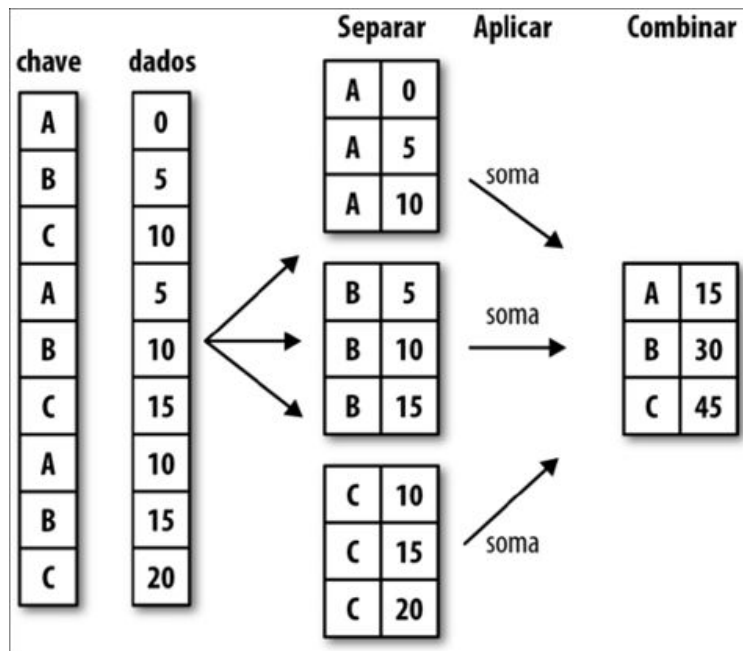 Separar Aplicar Combinar
chave dados
A 0
B 5
C 10
A 5
B 10
C 15
A 10
B 15
C 20
A 0
A 5
A 10
B 5
B 10
B 15
C 10
C 15
C 20
soma
soma
soma
A 15
B 30
C 45